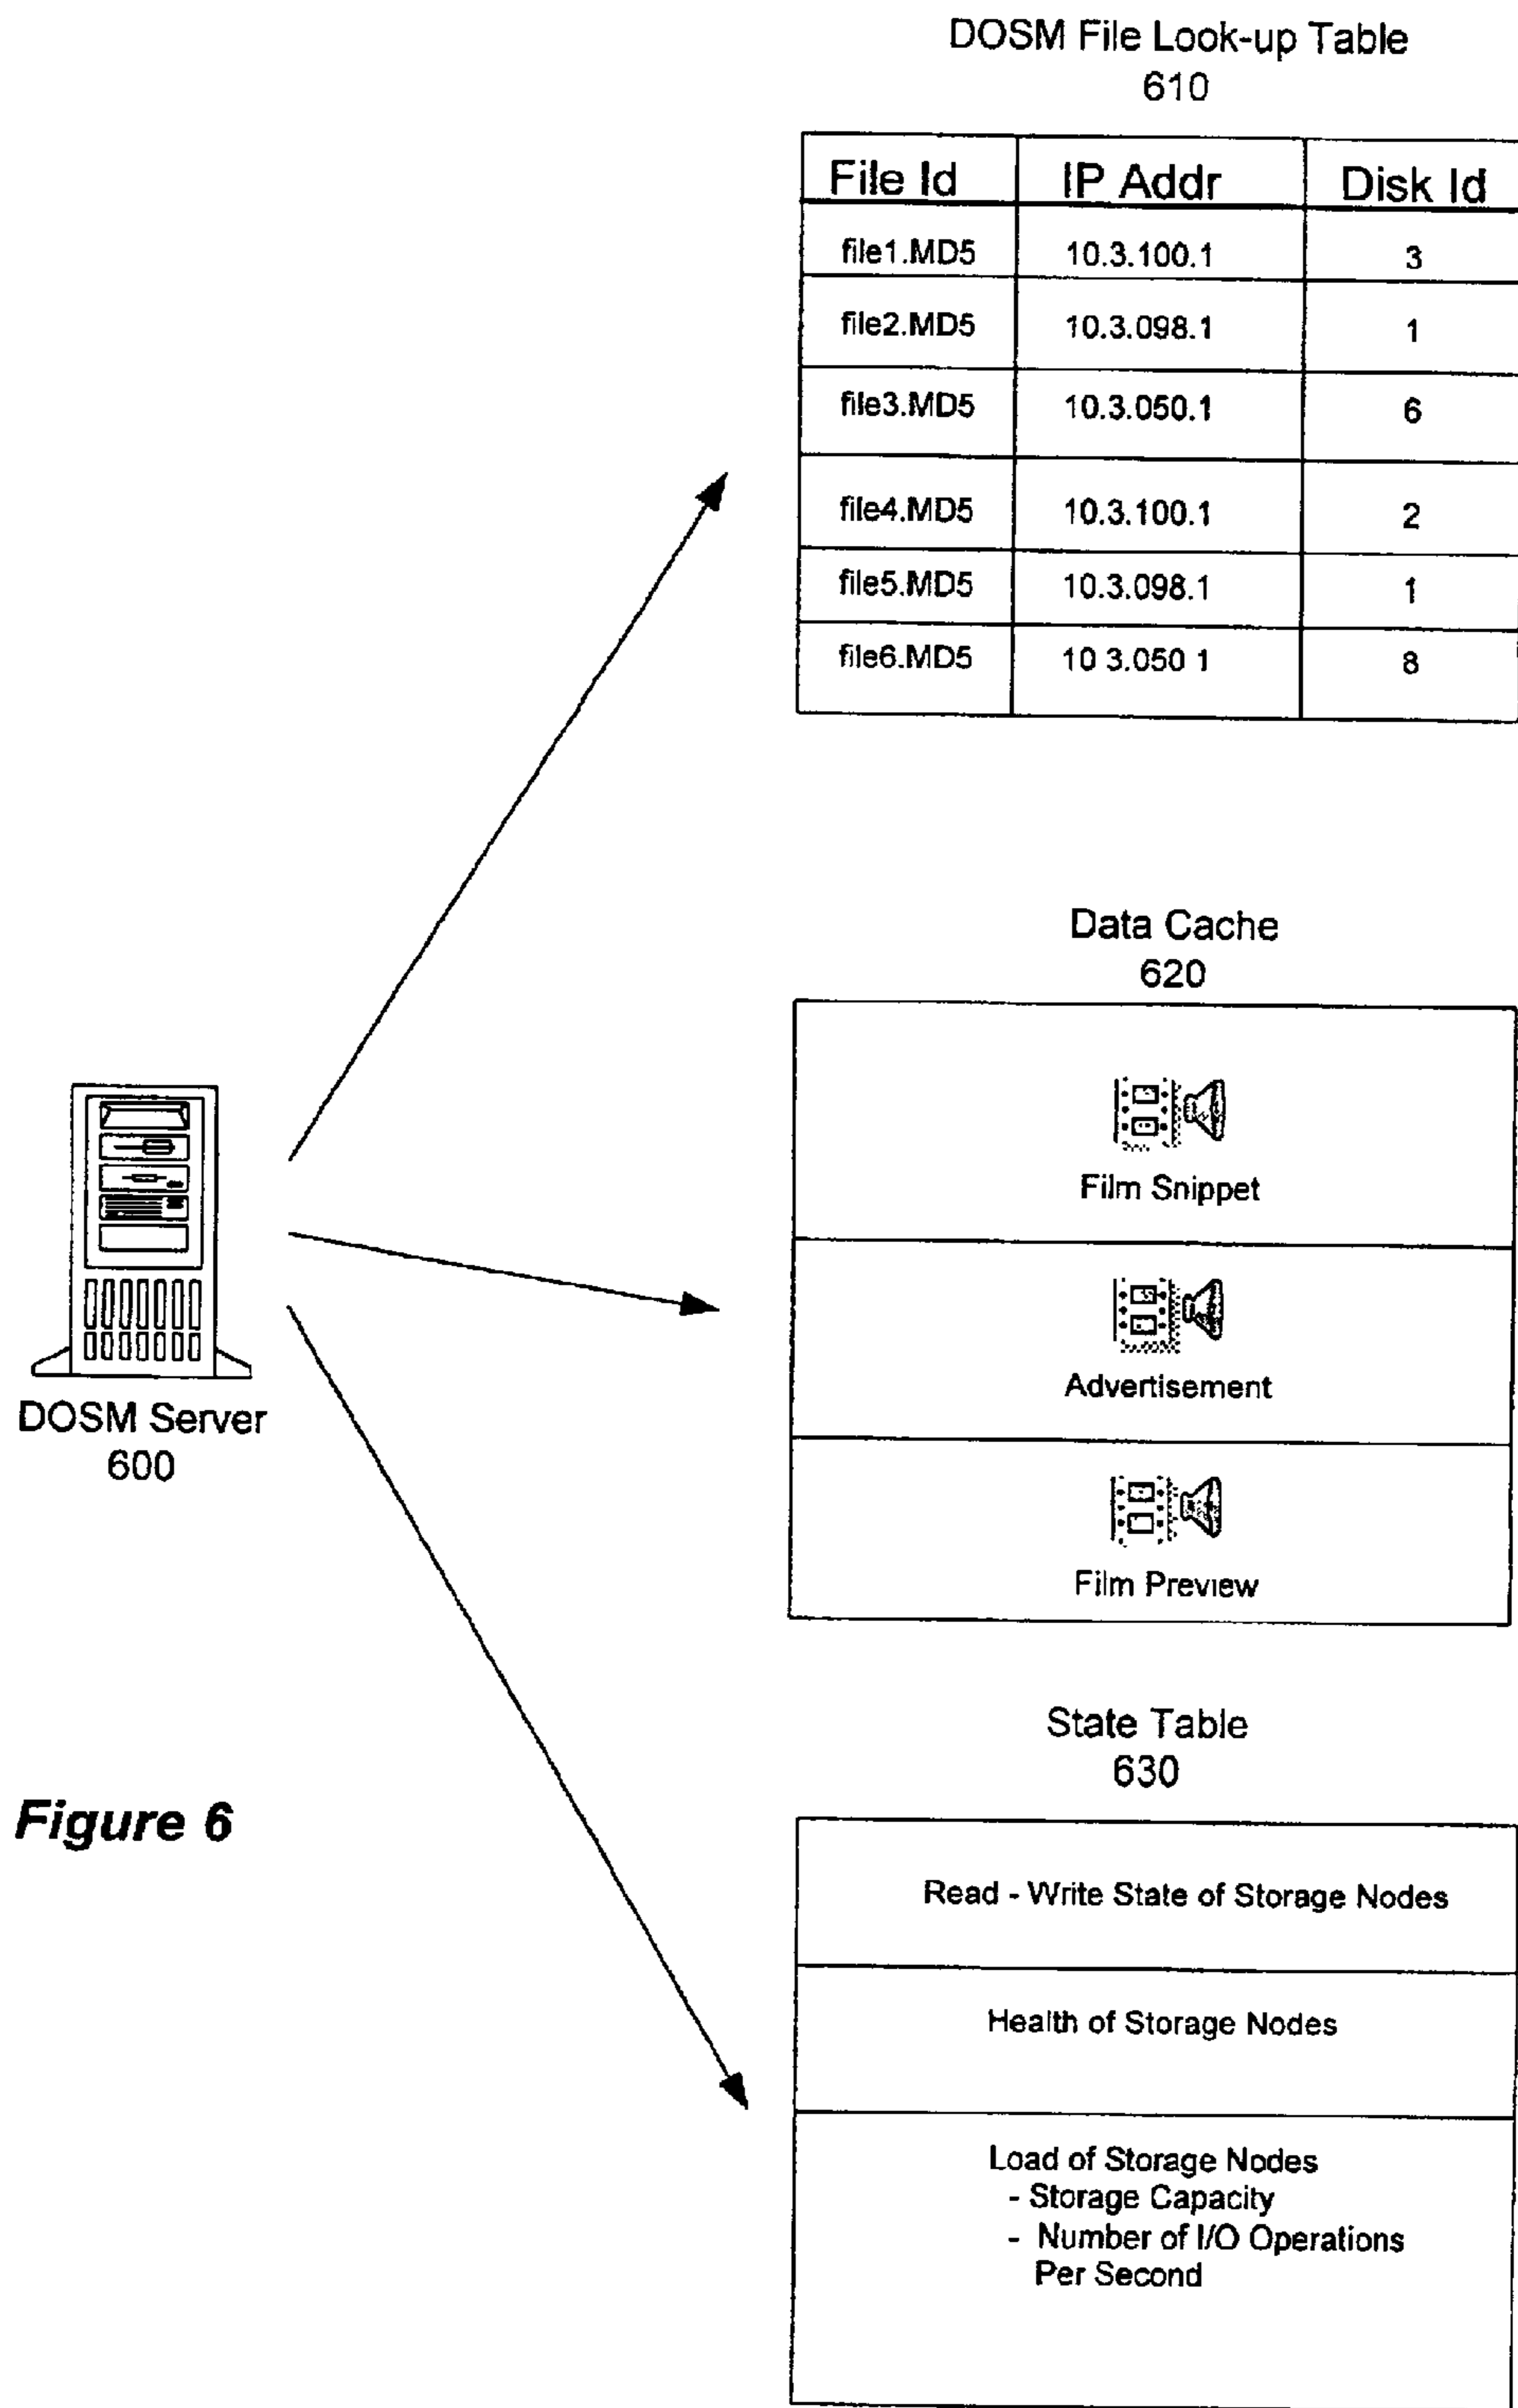 DOSM File Look-up Table
610
File Id IP Addr Disk Id
file1.MD5 10.3.100.1 3
file2.MD5 10.3.098.1 1
file3.MD5 10.3.050.1 6
file4.MD5 10.3.100.1 2
file5.MD5 10.3.098.1 1
file6.MD5 10 3.050 1 8
Data Cache
620
Film Snippet
Advertisement
Film Preview
DOSM Server
600
State Table
630
Read - Write State of Storage Nodes
Health of Storage Nodes
Load of Storage Nodes
- Storage Capacity
- Number of I/O Operations
Per Second
Figure 6